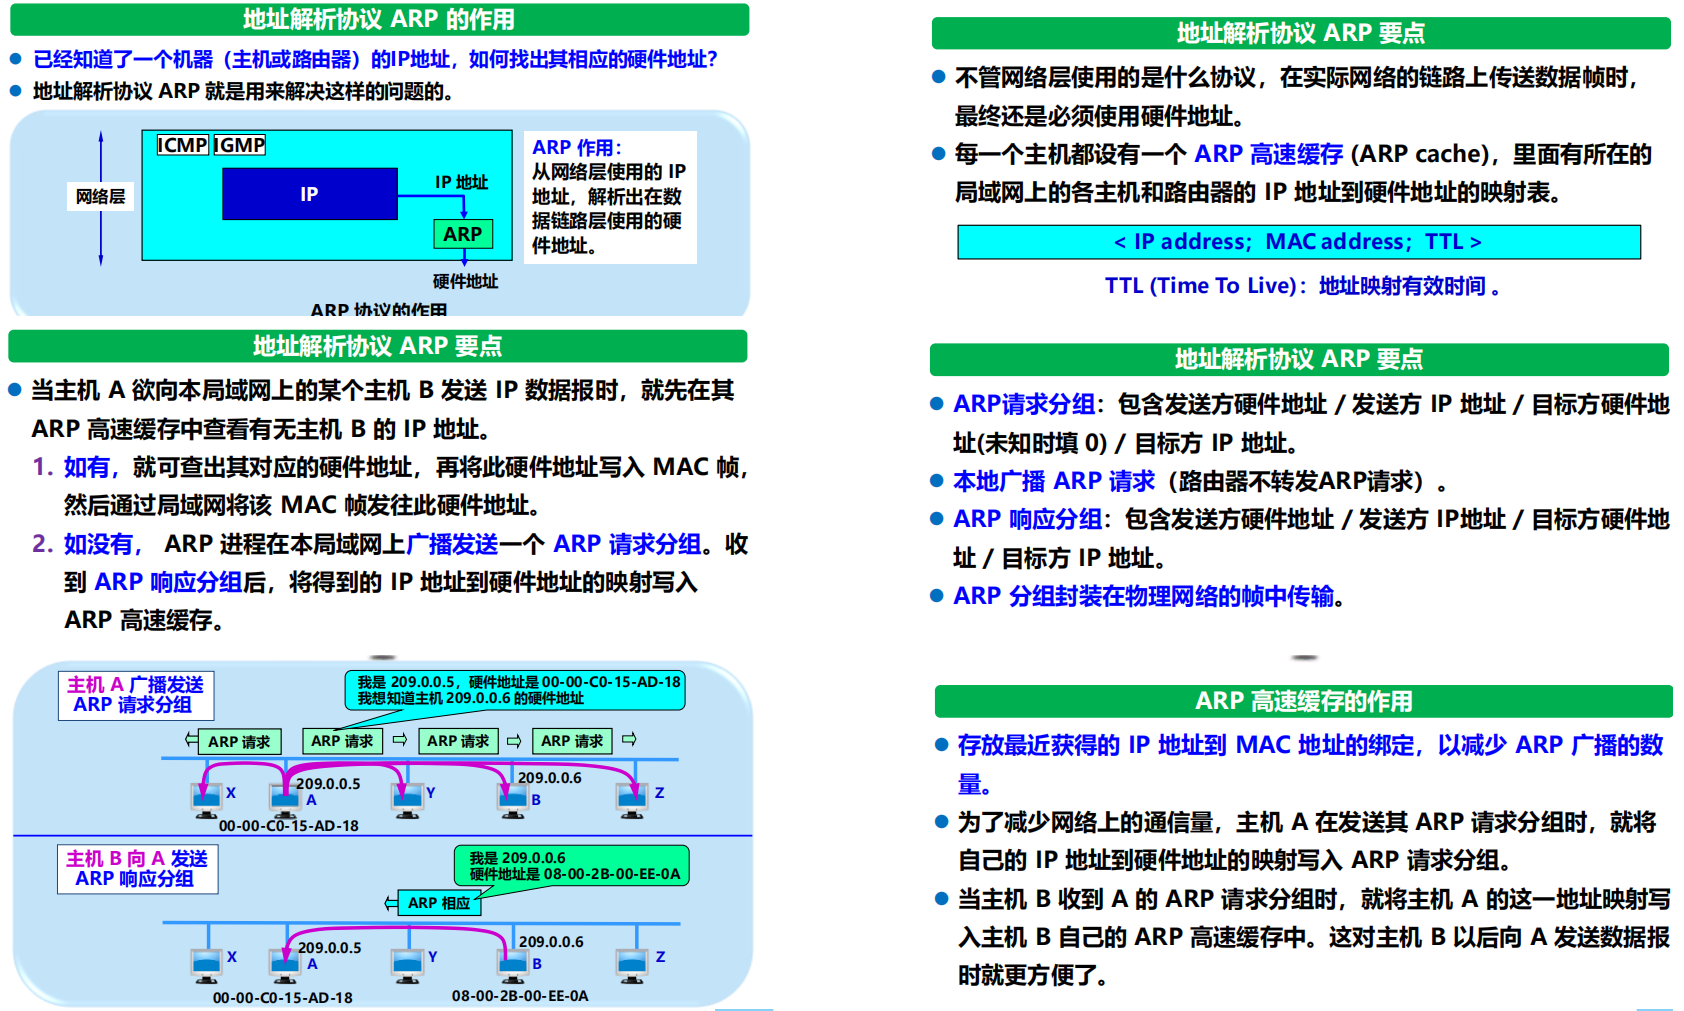 地址解析协议 ARP 的作用
已经知道了一个机器（主机或路由器）的IP地址，如何找出其相应的硬件地址？
地址解析协议 ARP 就是用来解决这样的问题的。
ICMP IGMP
网络层
IP
IP 地址
ARP
硬件地址
ARP 作用：
从网络层使用的 IP
地址，解析出在数
据链路层使用的硬
件地址。
ARP 协议的作用
地址解析协议 ARP 要点
不管网络层使用的是什么协议，在实际网络的链路上传送数据帧时，
最终还是必须使用硬件地址。
每一个主机都设有一个 ARP 高速缓存 (ARP cache)，里面有所在的
局域网上的各主机和路由器的 IP 地址到硬件地址的映射表。
< IP address；MAC address；TTL >
TTL (Time To Live)：地址映射有效时间 。
地址解析协议 ARP 要点
当主机 A 欲向本局域网上的某个主机 B 发送 IP 数据报时，就先在其
ARP 高速缓存中查看有无主机 B 的 IP 地址。
1. 如有，就可查出其对应的硬件地址，再将此硬件地址写入 MAC 帧，
然后通过局域网将该 MAC 帧发往此硬件地址。
2. 如没有， ARP 进程在本局域网上广播发送一个 ARP 请求分组。收
到 ARP 响应分组后，将得到的 IP 地址到硬件地址的映射写入
ARP 高速缓存。
地址解析协议 ARP 要点
ARP请求分组：包含发送方硬件地址 / 发送方 IP 地址 / 目标方硬件地
址(未知时填 0) / 目标方 IP 地址。
本地广播 ARP 请求（路由器不转发ARP请求）。
ARP 响应分组：包含发送方硬件地址 / 发送方 IP地址 / 目标方硬件地
址 / 目标方 IP 地址。
ARP 分组封装在物理网络的帧中传输。
主机 A 广播发送
ARP 请求分组
我是 209.0.0.5，硬件地址是 00-00-C0-15-AD-18
我想知道主机 209.0.0.6 的硬件地址
ARP 请求
ARP 请求
ARP 请求
ARP 请求
209.0.0.5
209.0.0.6
X
A
Y
B
Z
00-00-C0-15-AD-18
主机 B 向 A 发送
ARP 响应分组
我是 209.0.0.6
硬件地址是 08-00-2B-00-EE-0A
ARP 相应
209.0.0.5
209.0.0.6
X
A
Y
B
Z
00-00-C0-15-AD-18
08-00-2B-00-EE-0A
ARP 高速缓存的作用
存放最近获得的 IP 地址到 MAC 地址的绑定，以减少 ARP 广播的数
量。
为了减少网络上的通信量，主机 A 在发送其 ARP 请求分组时，就将
自己的 IP 地址到硬件地址的映射写入 ARP 请求分组。
当主机 B 收到 A 的 ARP 请求分组时，就将主机 A 的这一地址映射写
入主机 B 自己的 ARP 高速缓存中。这对主机 B 以后向 A 发送数据报
时就更方便了。